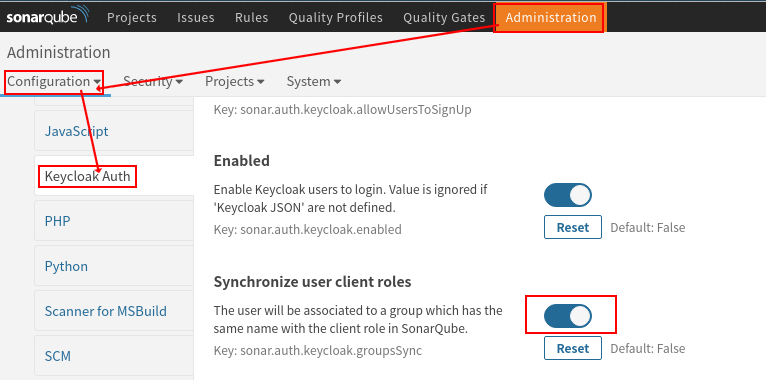 sonarqube Projects Issues Rules Quality Profiles Quality Gates Administration
Administration
Configuration Security Projects System
Key: sonar.auth.keycloak.allowUsersToSignUp
JavaScript
Enabled
Keycloak Auth
Enable Keycloak users to login. Value is ignored if
'Keycloak JSON' are not defined.
PHP
Reset Default: False
Key: sonar.auth.keycloak.enabled
Python
Synchronize user client roles
Scanner for MSBuild
The user will be associated to a group which has the
same name with the client role in SonarQube.
Key: sonar.auth.keycloak.groupsSync
Reset Default: False
SCM